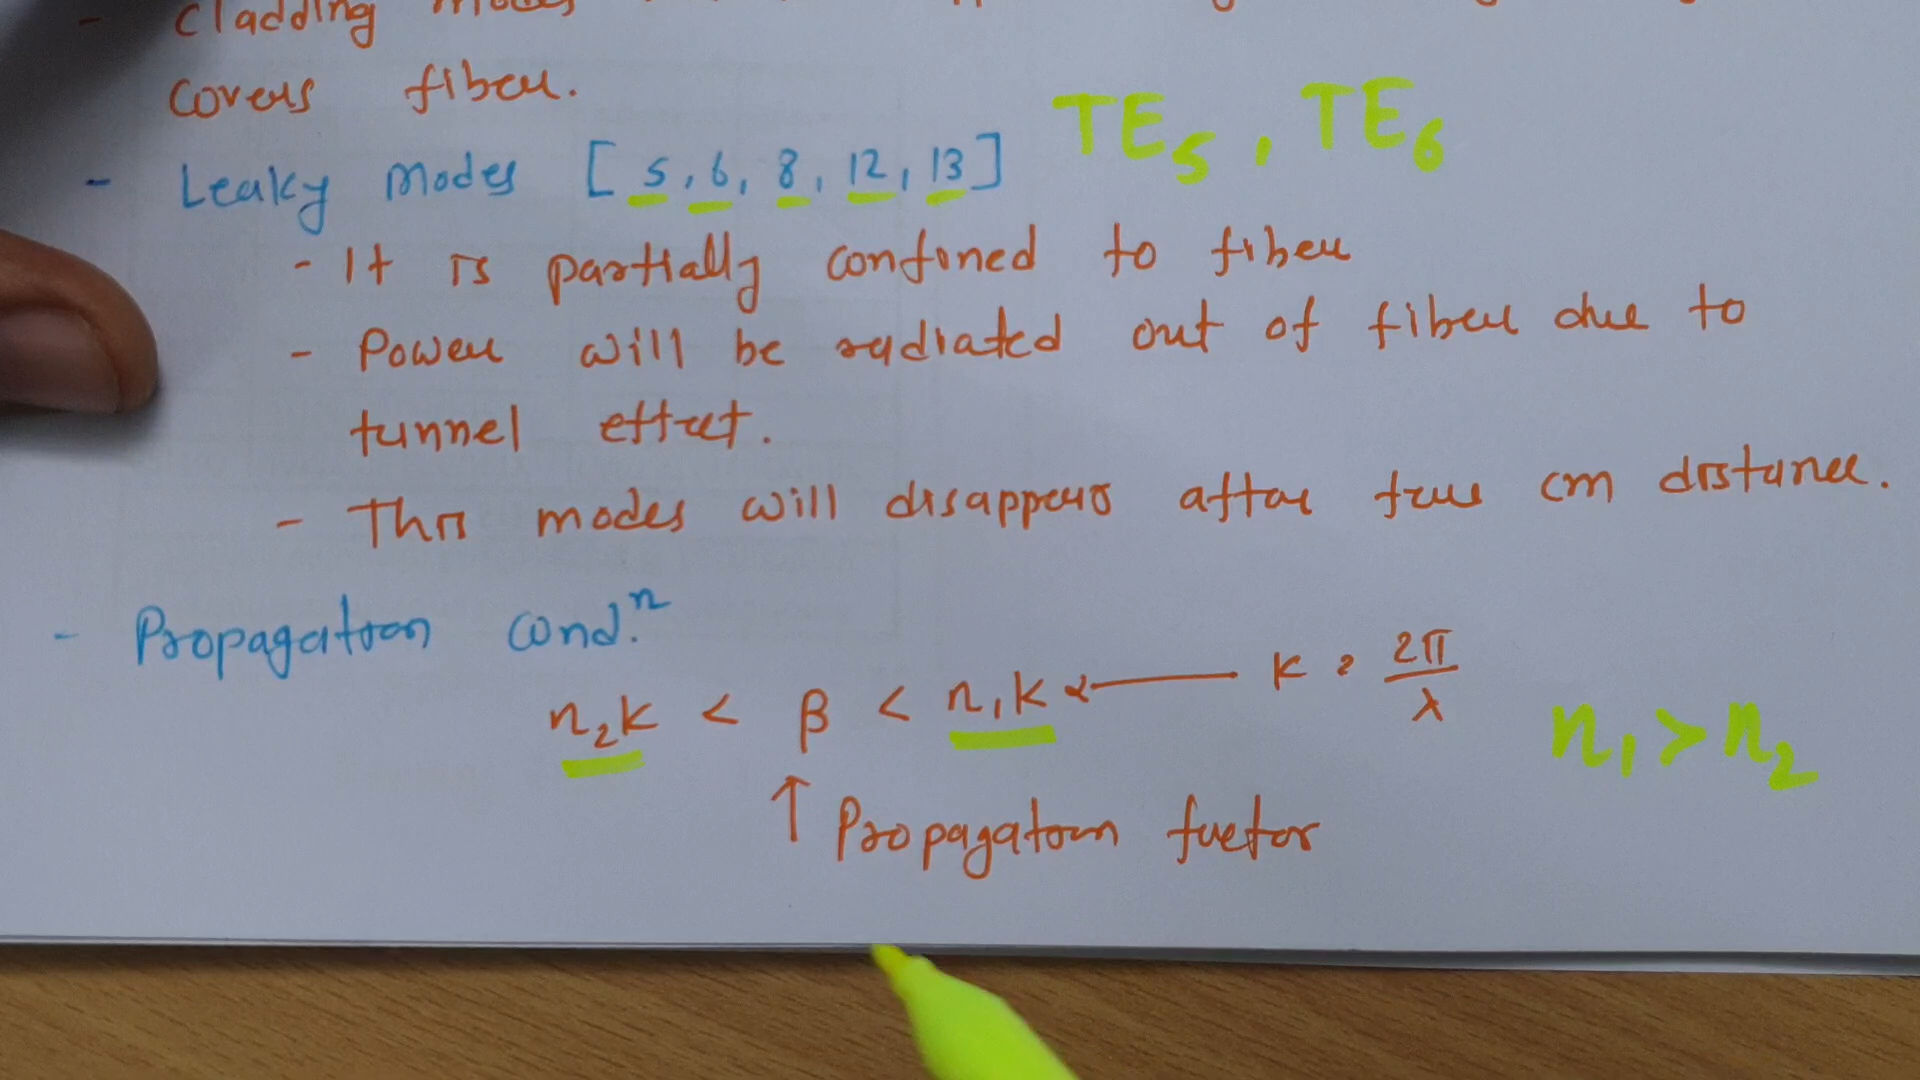 - Cladding modes
covers fiber.
- Leaky modes [5, 6, 8, 12, 13] TE5, TE6
- It is partially confined to fiber
- Power will be radiated out of fiber due to
tunnel effect.
- This modes will disappears after few cm distance.
- Propagation cond.ⁿ
n₂k < β < n₁k ← k = 2π/λ
n₁ > n₂
↑ Propagation factor